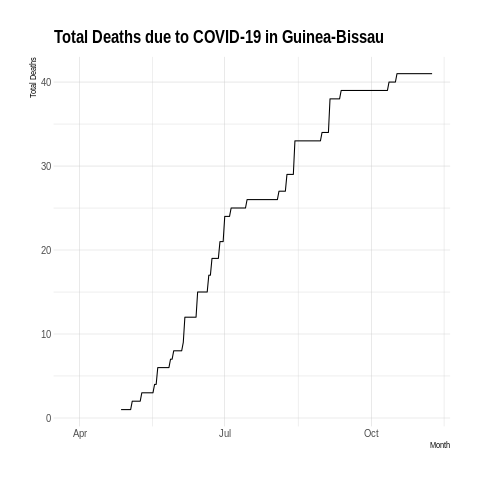 Total Deaths due to COVID-19 in Guinea-Bissau
Total Deaths
40
30
20
10
0
Apr
Jul
Oct
Month